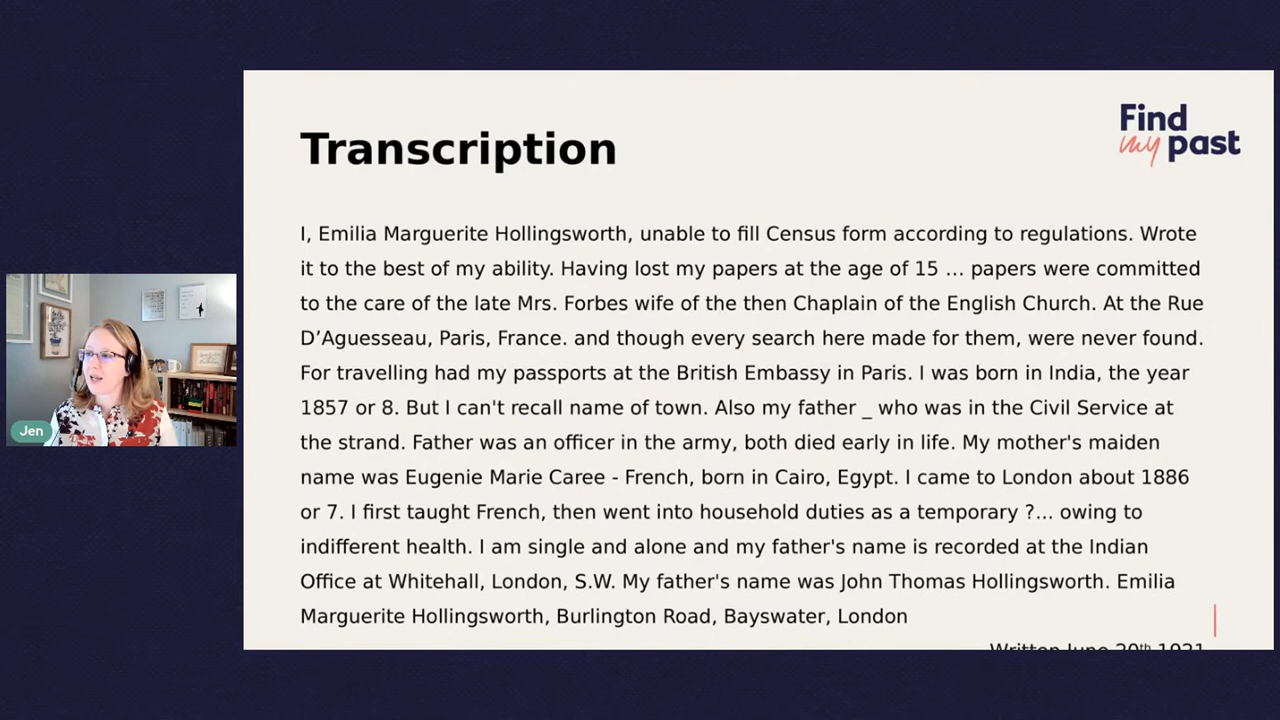 Find
my past
Transcription
I, Emilia Marguerite Hollingsworth, unable to fill Census form according to regulations. Wrote
it to the best of my ability. Having lost my papers at the age of 15 ... papers were committed
to the care of the late Mrs. Forbes wife of the then Chaplain of the English Church. At the Rue
D’Aguesseau, Paris, France. and though every search here made for them, were never found.
For travelling had my passports at the British Embassy in Paris. I was born in India, the year
1857 or 8. But I can't recall name of town. Also my father _ who was in the Civil Service at
the strand. Father was an officer in the army, both died early in life. My mother's maiden
name was Eugenie Marie Caree - French, born in Cairo, Egypt. I came to London about 1886
or 7. I first taught French, then went into household duties as a temporary ?... owing to
indifferent health. I am single and alone and my father's name is recorded at the Indian
Office at Whitehall, London, S.W. My father's name was John Thomas Hollingsworth. Emilia
Marguerite Hollingsworth, Burlington Road, Bayswater, London
Written June 20th 1921
Jen